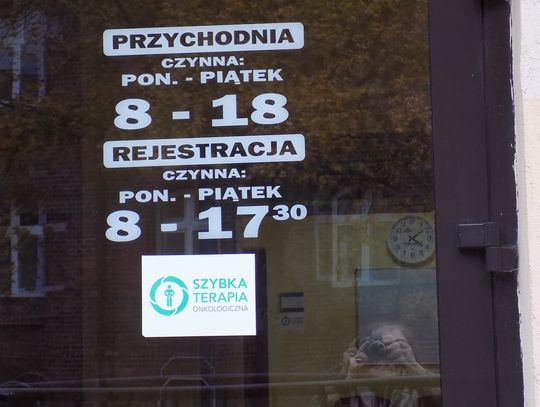 PRZYCHODNIA
CZYNNA:
PON. - PIĄTEK
8 - 18
REJESTRACJA
CZYNNA:
PON. - PIĄTEK
8 - 17³⁰
SZYBKA
TERAPIA
ONKOLOGICZNA